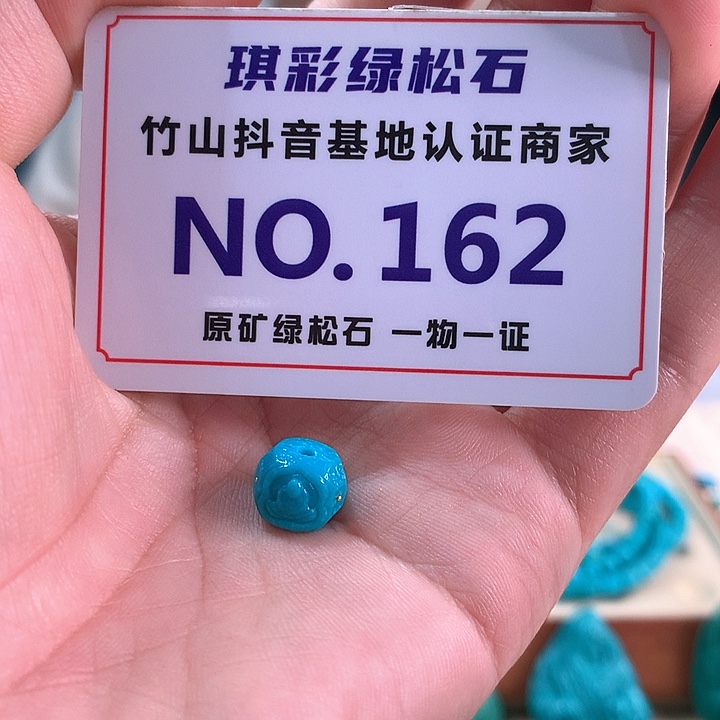 琪彩绿松石
竹山抖音基地认证商家
NO.162
原矿绿松石 一物一证